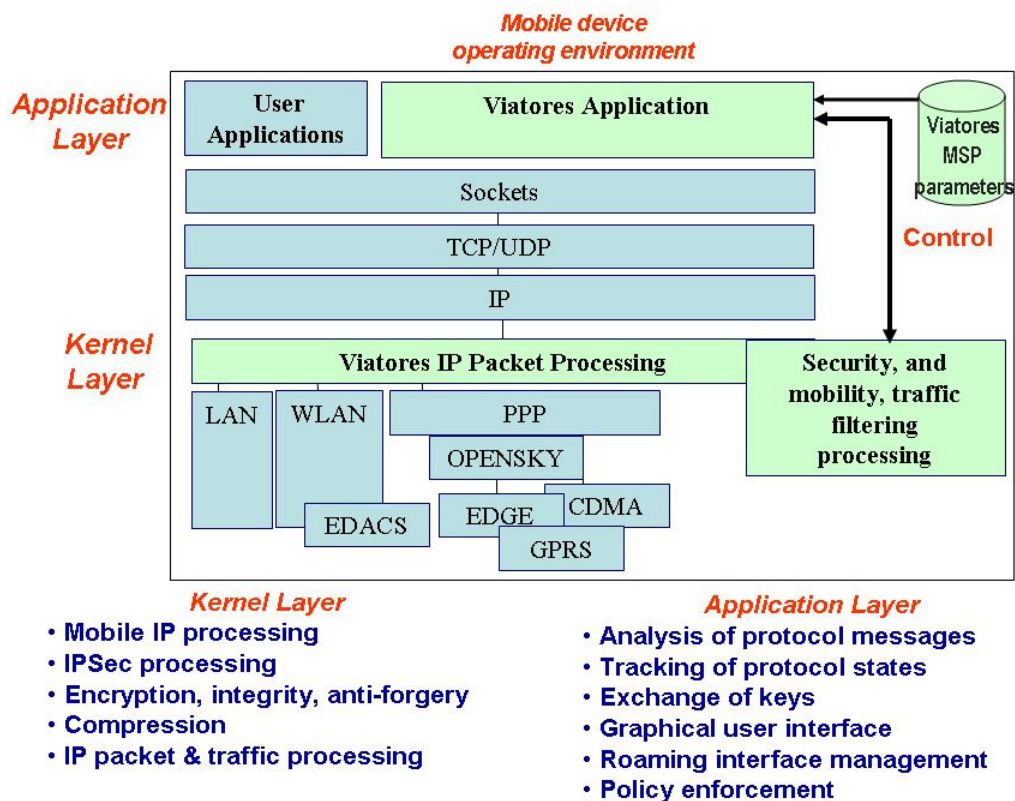 Mobile device
operating environment
Application
Layer
User
Applications
Viatores Application
Viatores
MSP
parameters
Sockets
Control
TCP/UDP
IP
Kernel
Layer
Viatores IP Packet Processing
Security, and
mobility, traffic
filtering
processing
LAN
WLAN
PPP
OPENSKY
EDACS
EDGE
CDMA
GPRS
Kernel Layer
• Mobile IP processing
• IPSec processing
• Encryption, integrity, anti-forgery
• Compression
• IP packet & traffic processing
Application Layer
• Analysis of protocol messages
• Tracking of protocol states
• Exchange of keys
• Graphical user interface
• Roaming interface management
• Policy enforcement